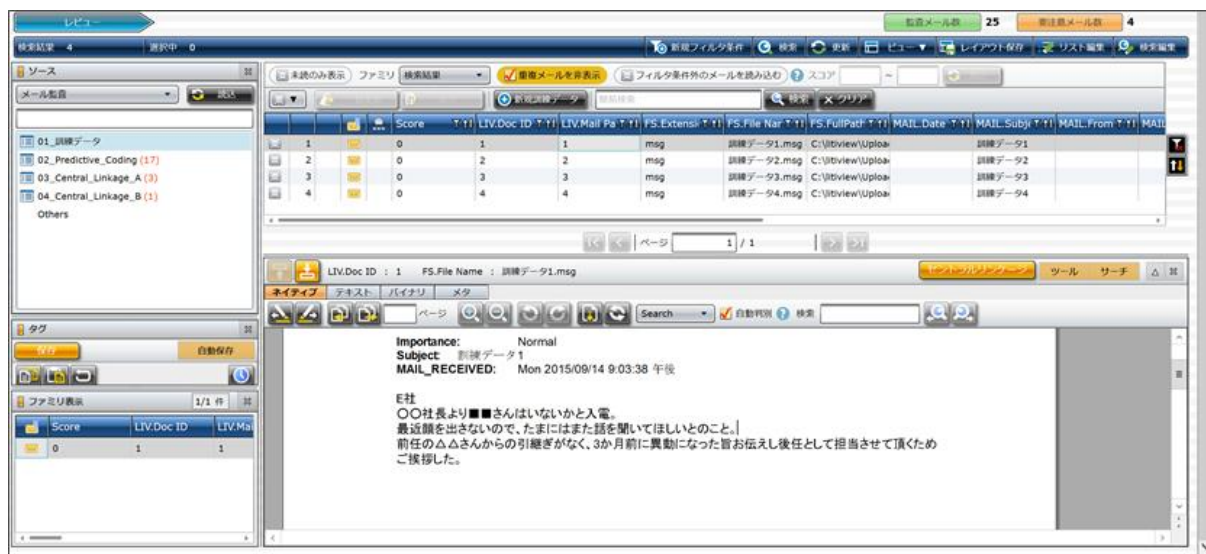 レビュー
監査メール群 25 要注意メール群 4
検索結果 4 選択中 0 新規フィルタ条件 検索 更新 ビュー▼ レイアウト保存 リスト編集 検索編集
ソース
未読のみ表示 ファミリ 検索結果 重複メールを非表示 フィルタ条件外のメールを読み込む スコア ~
メール監査 読込
新規訓練データ 簡易検索 検索 クリア
Score LIV.Doc ID LIV.Mail Pa FS.Extensi FS.File Nar FS.FullPath MAIL.Date MAIL.Subje MAIL.From MAIL
01_訓練データ
02_Predictive_Coding (17)
03_Central_Linkage_A (3)
04_Central_Linkage_B (1)
Others
1 0 1 1 msg 訓練データ1.msg C:\litiview\Uploa 訓練データ1
2 0 2 2 msg 訓練データ2.msg C:\litiview\Uploa 訓練データ2
3 0 3 3 msg 訓練データ3.msg C:\litiview\Uploa 訓練データ3
4 0 4 4 msg 訓練データ4.msg C:\litiview\Uploa 訓練データ4
ページ 1 / 1
LIV.Doc ID : 1 FS.File Name : 訓練データ1.msg セントラルリンケージ ツール サーチ
ネイティブ テキスト バイナリ メタ
ページ Search 自動判別 検索
タグ
保存 自動保存
ファミリ表示 1/1 件
Score LIV.Doc ID LIV.Mai
0 1 1
Importance: Normal
Subject: 訓練データ1
MAIL_RECEIVED: Mon 2015/09/14 9:03:38 午後
E社
〇〇社長より■■さんはいないかと入電。
最近顔を出さないので、たまにはまた話を聞いてほしいとのこと。
前任の△△さんからの引継ぎがなく、3か月前に異動になった旨お伝えし後任として担当させて頂くため
ご挨拶した。